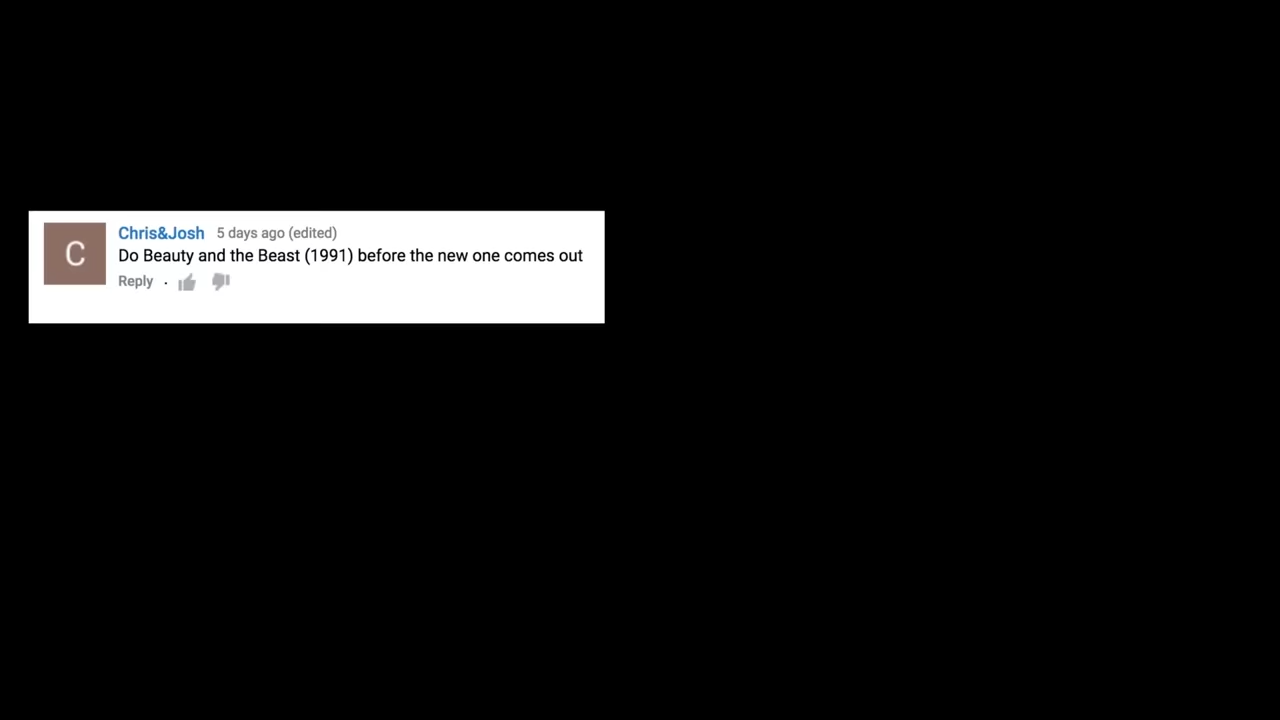 C
Chris&Josh 5 days ago (edited)
Do Beauty and the Beast (1991) before the new one comes out
Reply ·